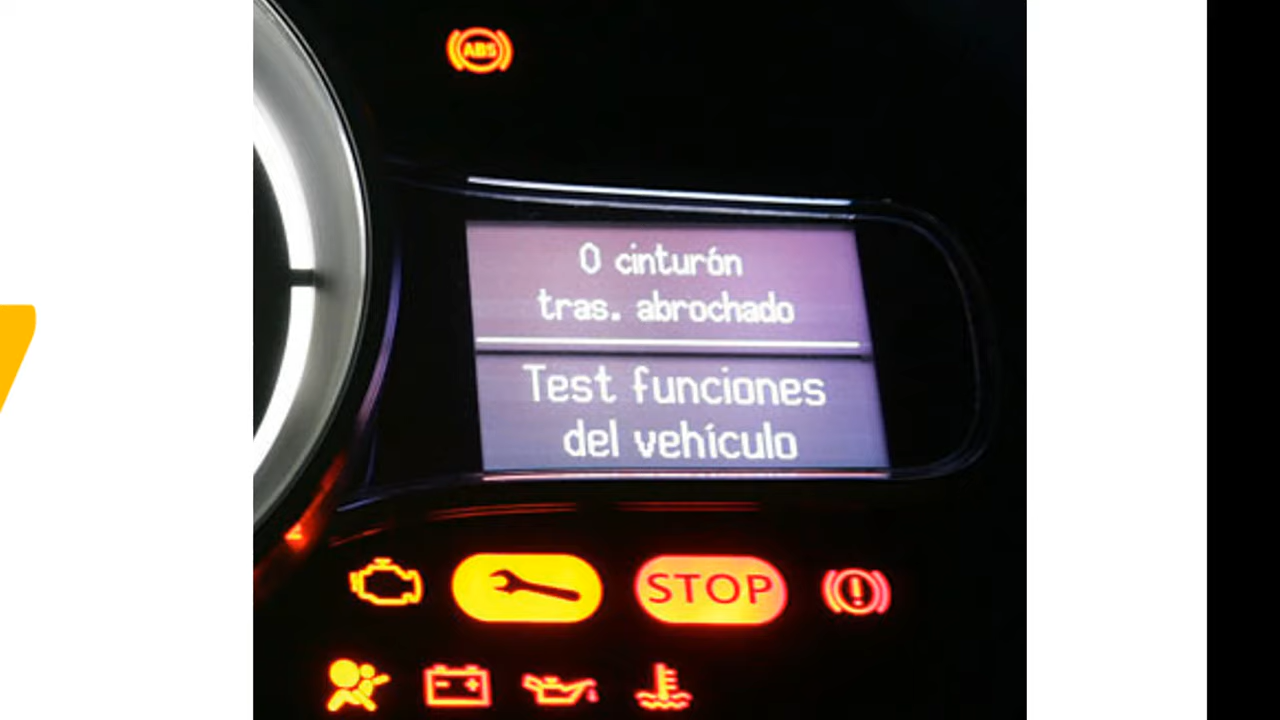 ABS
0 cinturón
tras. abrochado
Test funciones
del vehículo
STOP